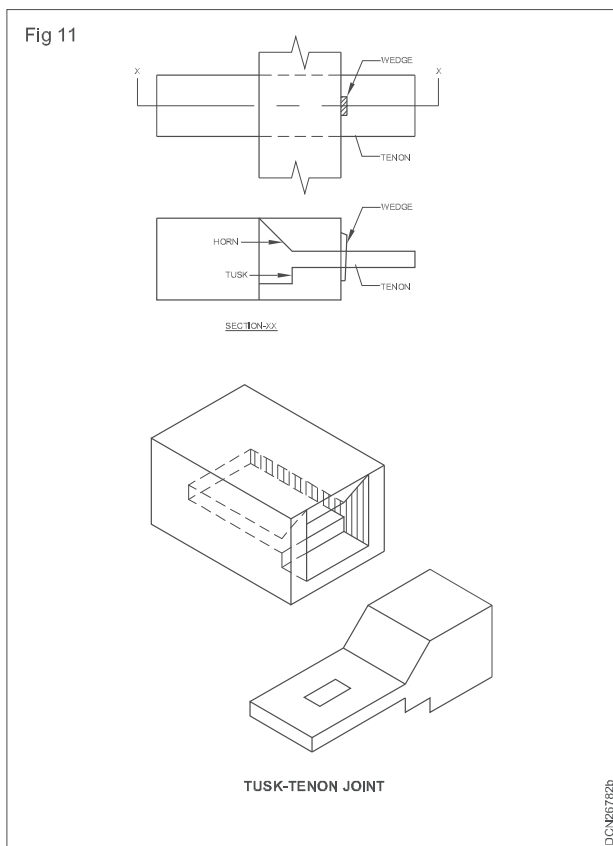 Fig 11
WEDGE
X
X
TENON
WEDGE
HORN
TUSK
TENON
SECTION-XX
TUSK-TENON JOINT
DCN26782b